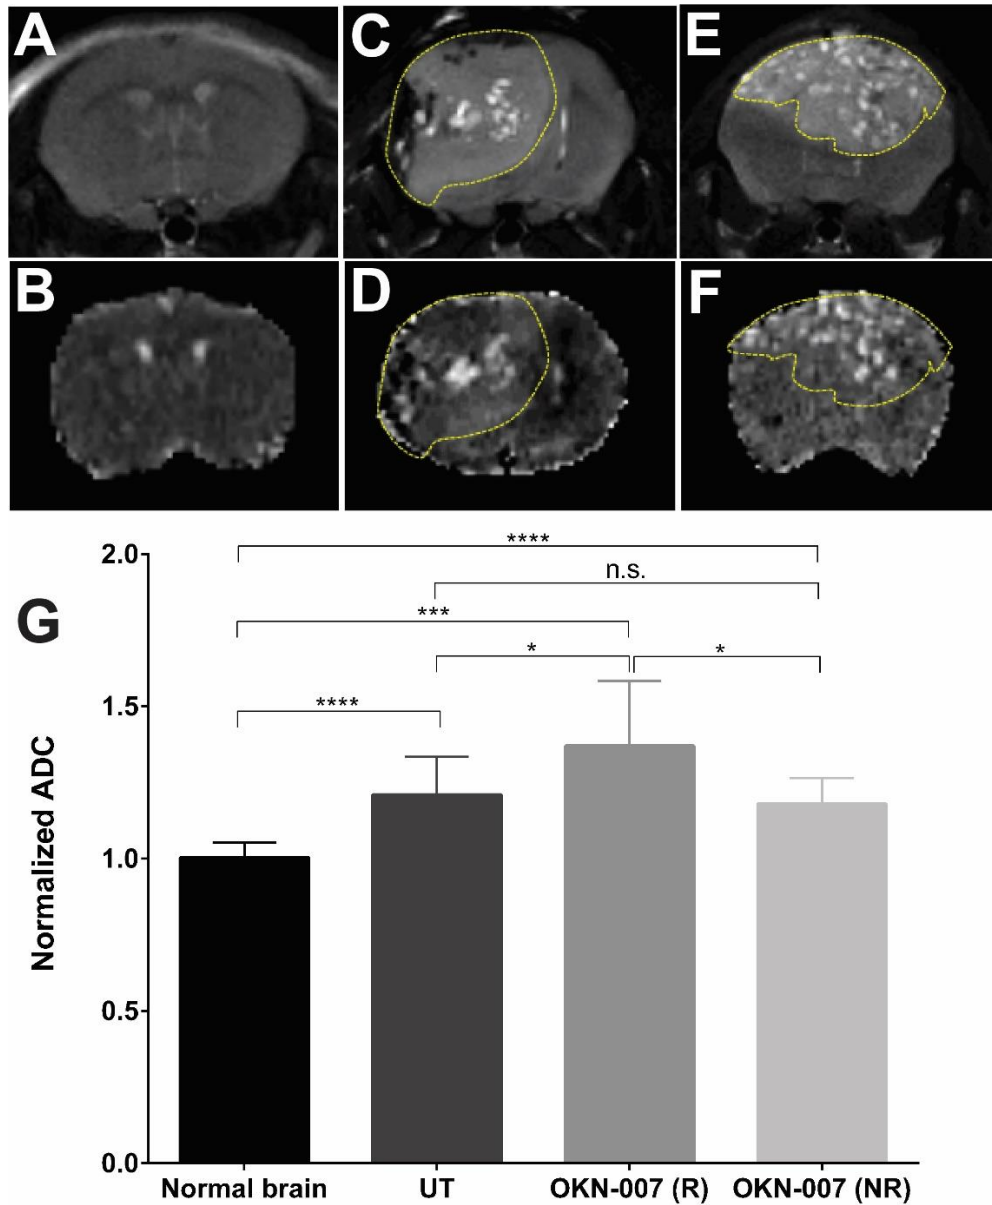 A
C
E
B
D
F
G
****
n.s.
***
*
*
****
2.0
1.5
1.0
0.5
0.0
Normalized ADC
Normal brain
UT
OKN-007 (R)
OKN-007 (NR)